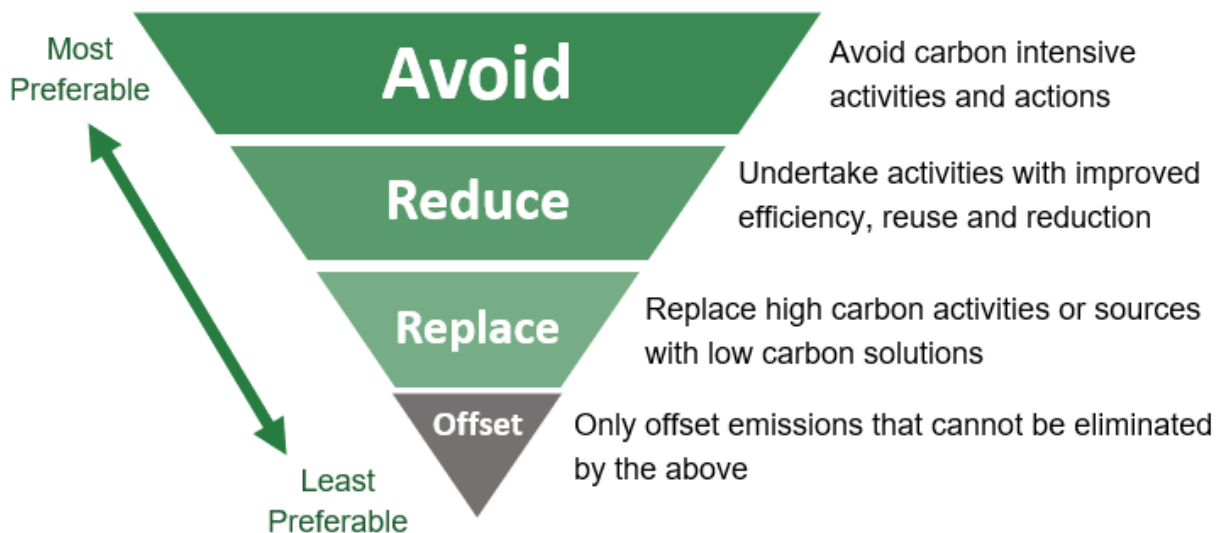 Most
Preferable
Avoid
Avoid carbon intensive
activities and actions
Reduce
Undertake activities with improved
efficiency, reuse and reduction
Replace
Replace high carbon activities or sources
with low carbon solutions
Offset
Only offset emissions that cannot be eliminated
by the above
Least
Preferable